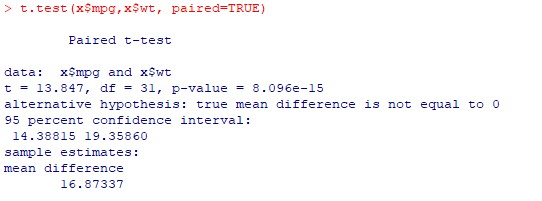 > t.test(x$mpg,x$wt, paired=TRUE)
Paired t-test
data:  x$mpg and x$wt
t = 13.847, df = 31, p-value = 8.096e-15
alternative hypothesis: true mean difference is not equal to 0
95 percent confidence interval:
14.38815 19.35860
sample estimates:
mean difference
16.87337